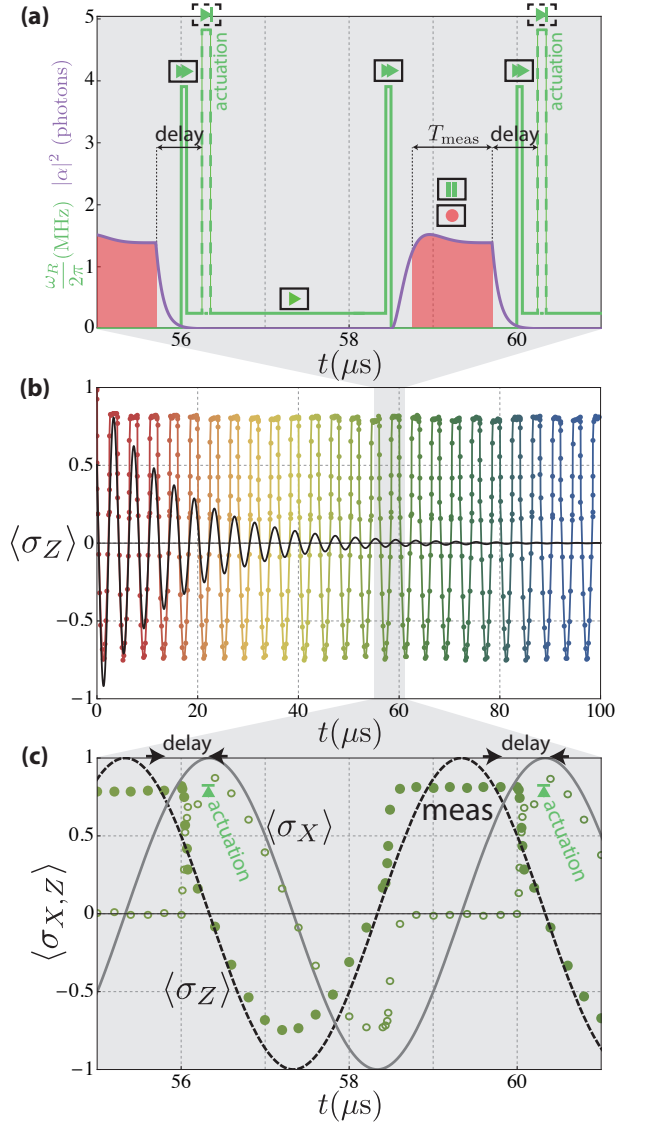 (a)
5
4
3
2
1
0
ω_R/2π (MHz) |α|² (photons)
delay
actuation
T_meas
delay
actuation
56
58
60
t(μs)
(b)
1
0.5
0
−0.5
−1
⟨σ_Z⟩
0
20
40
60
80
100
t(μs)
(c)
delay
delay
1
0.5
0
−0.5
−1
⟨σ_X,Z⟩
⟨σ_X⟩
meas
actuation
actuation
⟨σ_Z⟩
56
58
60
t(μs)